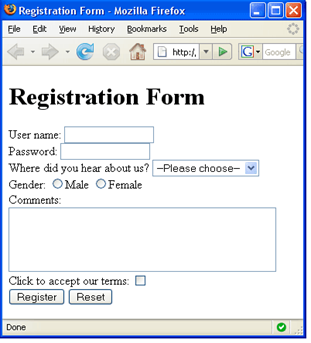 Registration Form - Mozilla Firefox
File Edit View History Bookmarks Tools Help
http:/, G Google
Registration Form
User name:
Password:
Where did you hear about us? --Please choose--
Gender: Male Female
Comments:
Click to accept our terms:
Register Reset
Done